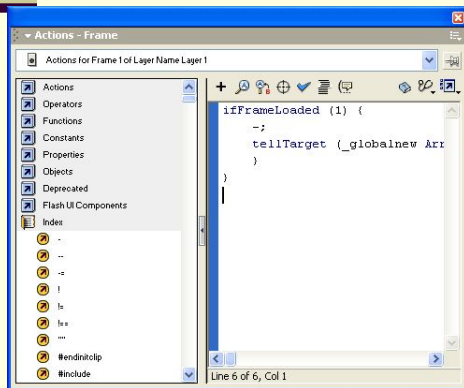 Actions - Frame
Actions for Frame 1 of Layer Name Layer 1
Actions
Operators
Functions
Constants
Properties
Objects
Deprecated
Flash UI Components
Index
-
--
-=
!
!=
!==
""
#endinitclip
#include
ifFrameLoaded (1) {
-;
tellTarget (_globalnew Arr
)
}
Line 6 of 6, Col 1